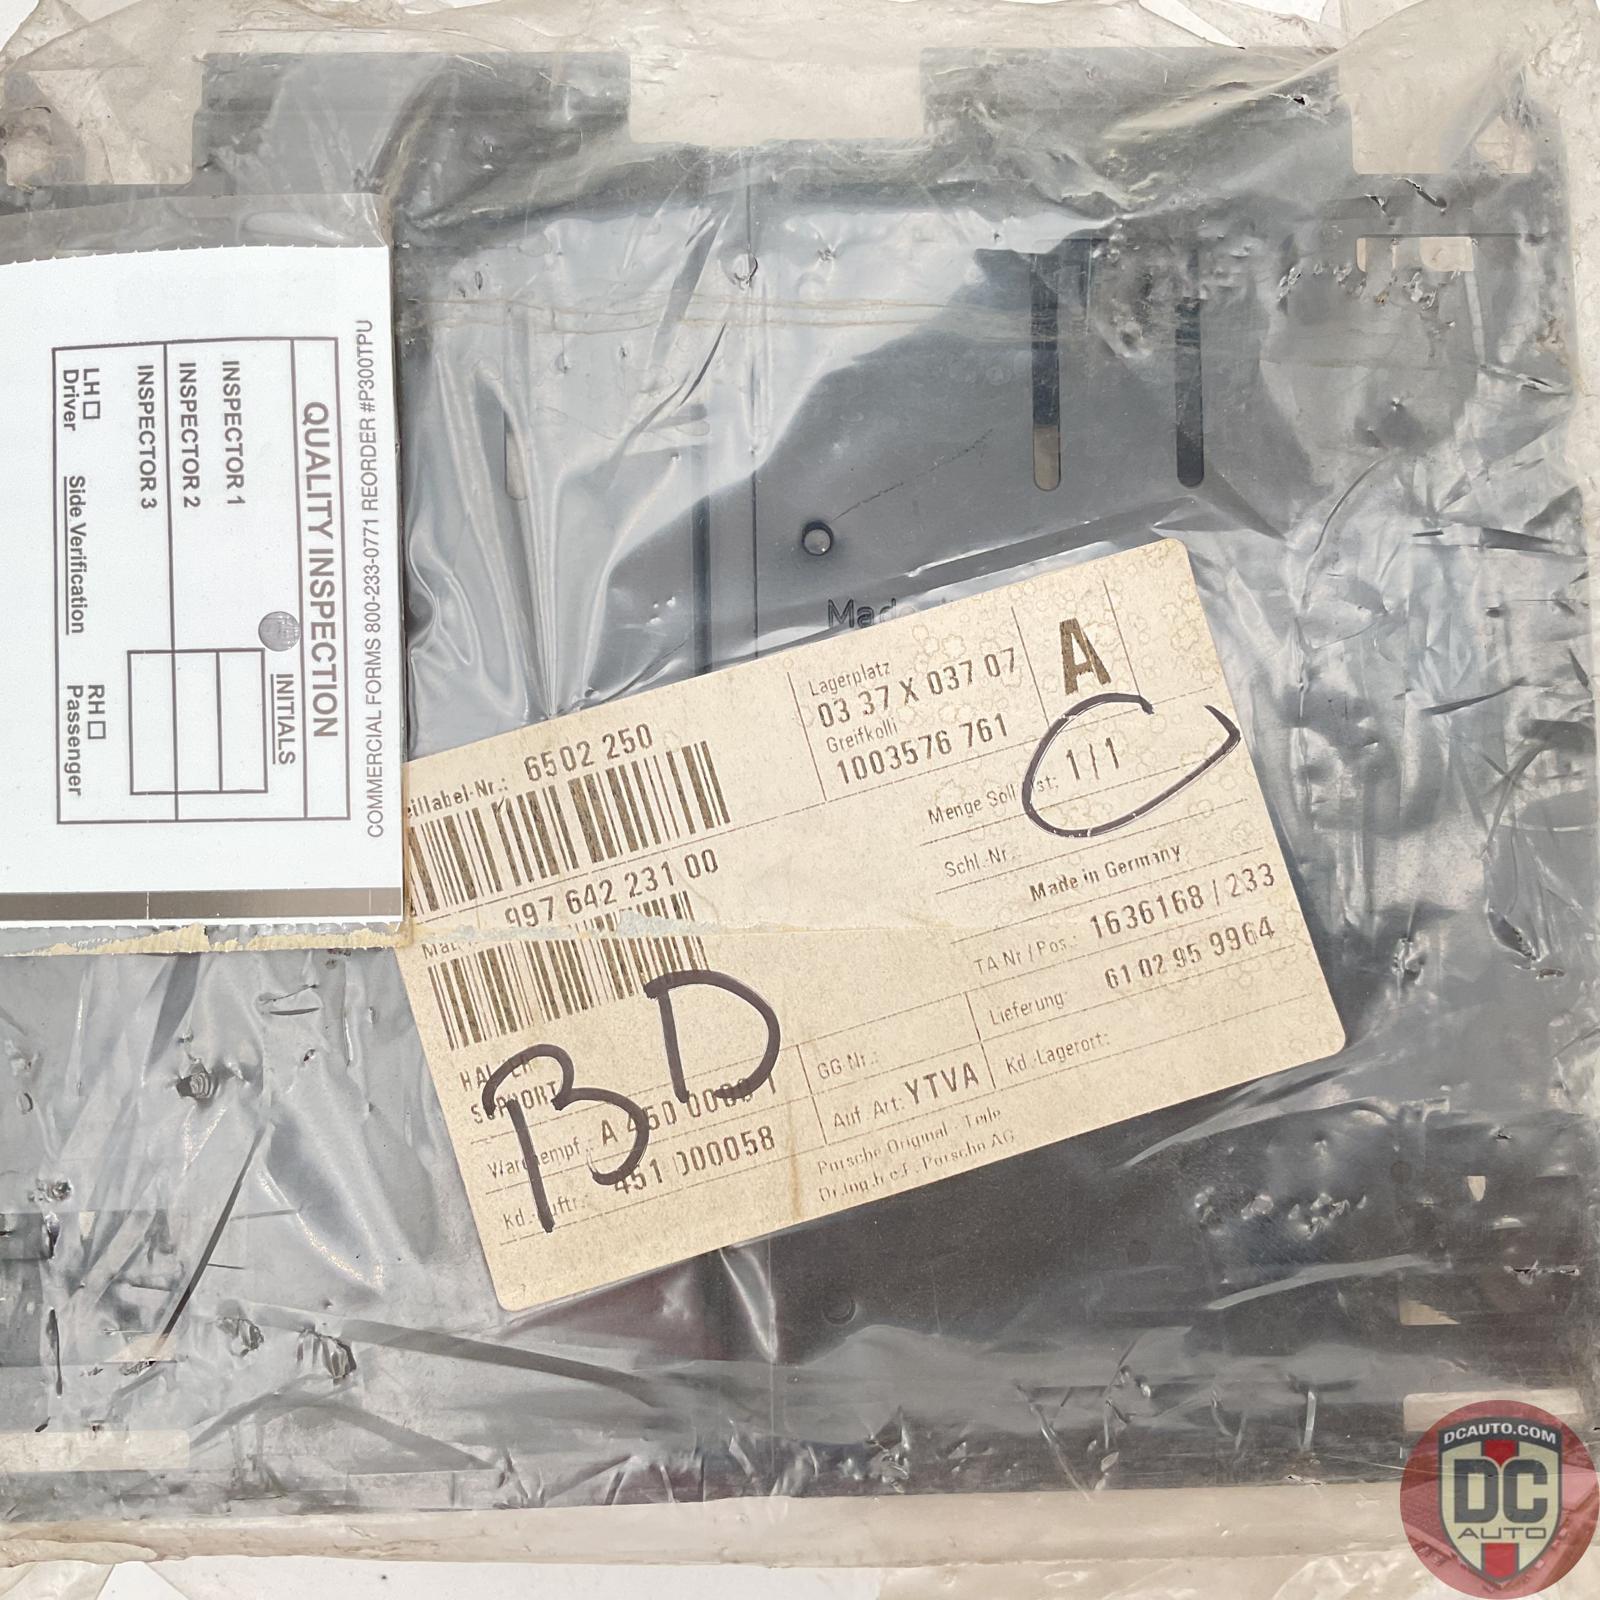 COMMERCIAL FORMS 800-233-0771 REORDER #P300TPU
QUALITY INSPECTION
INITIALS
INSPECTOR 1
INSPECTOR 2
INSPECTOR 3
LH Side Verification RH
Driver Passenger
Made
eillabel-Nr.: 6502 250
Lagerplatz
03 37 X 037 07
Greifkolli
1003576 761
A
Menge Soll 1/1
Schl.-Nr.:
Made in Germany
997 642 231 00
TA Nr / Pos.: 1636168 / 233
Lieferung: 61 02 95 9964
SUPPORT
GG Nr.:
Kd.-Lagerort:
Auf. Art: YTVA
451 000058
Porsche Original - Teile
Dr.Ing.h.c.F. Porsche AG
BD
DCAUTO.COM
DC
AUTO